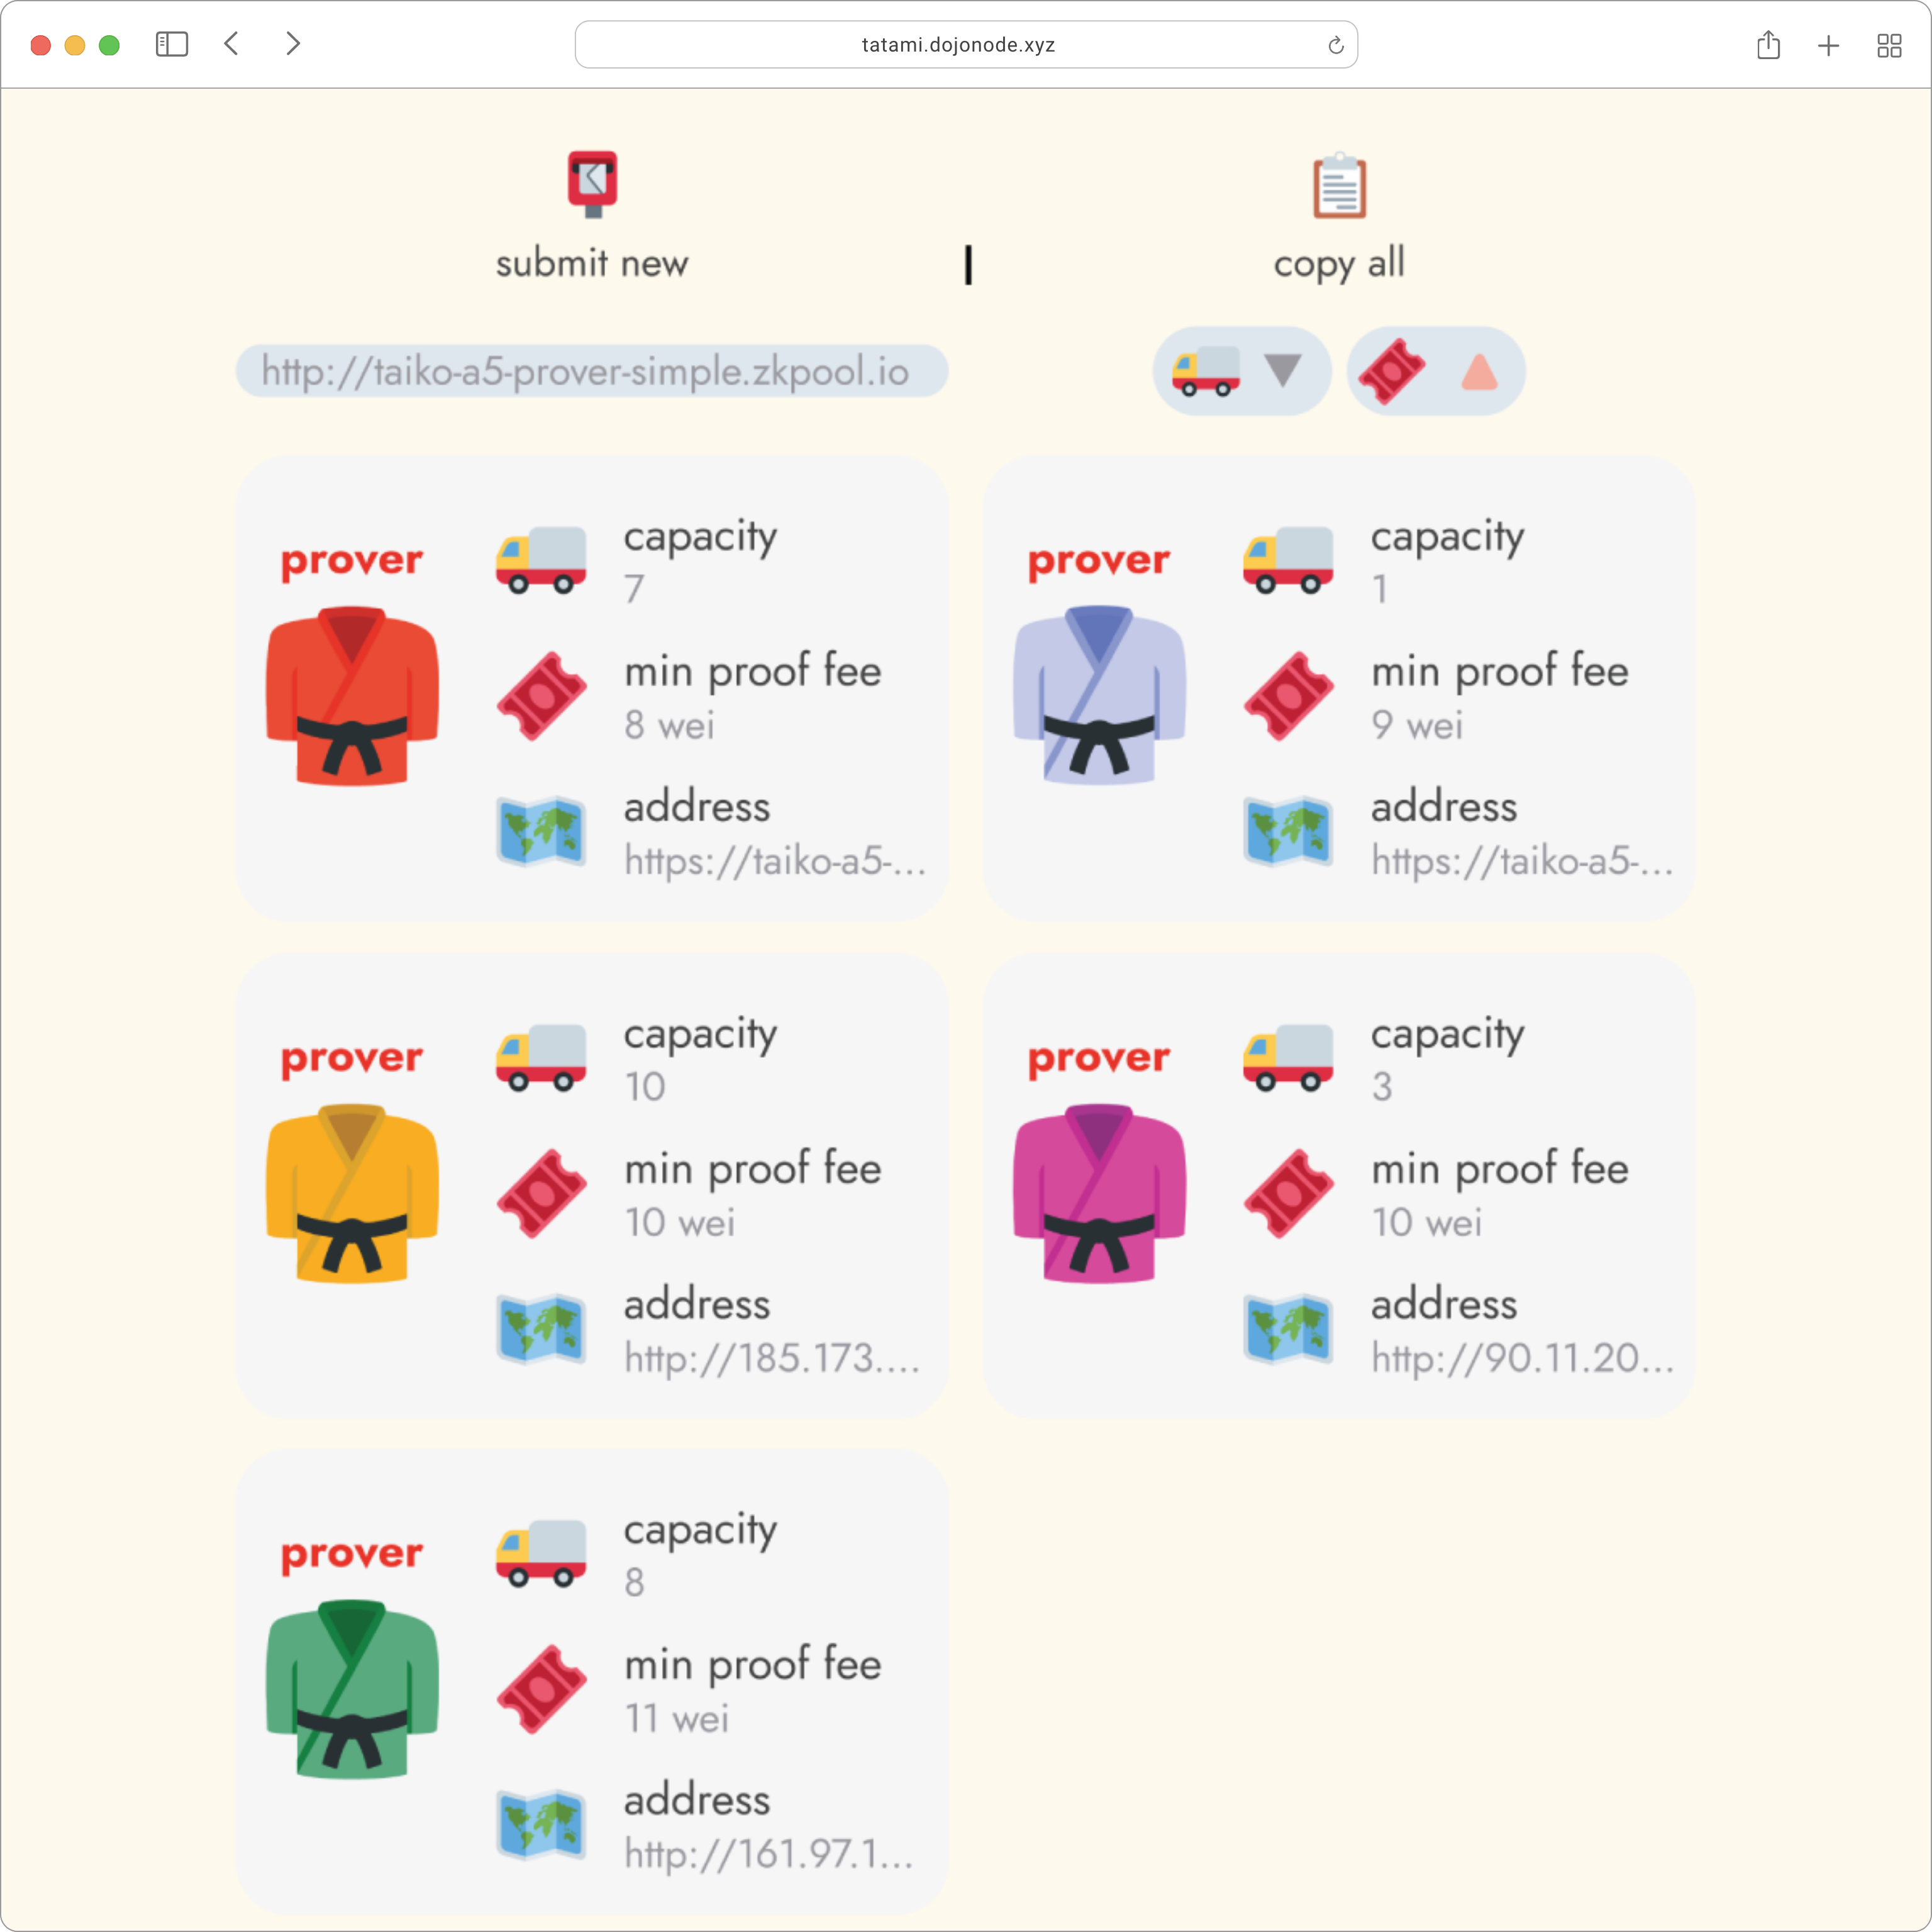 tatami.dojonode.xyz
submit new
copy all
http://taiko-a5-prover-simple.zkpool.io
prover
capacity
7
min proof fee
8 wei
address
https://taiko-a5-...
prover
capacity
1
min proof fee
9 wei
address
https://taiko-a5-...
prover
capacity
10
min proof fee
10 wei
address
http://185.173....
prover
capacity
3
min proof fee
10 wei
address
http://90.11.20...
prover
capacity
8
min proof fee
11 wei
address
http://161.97.1...